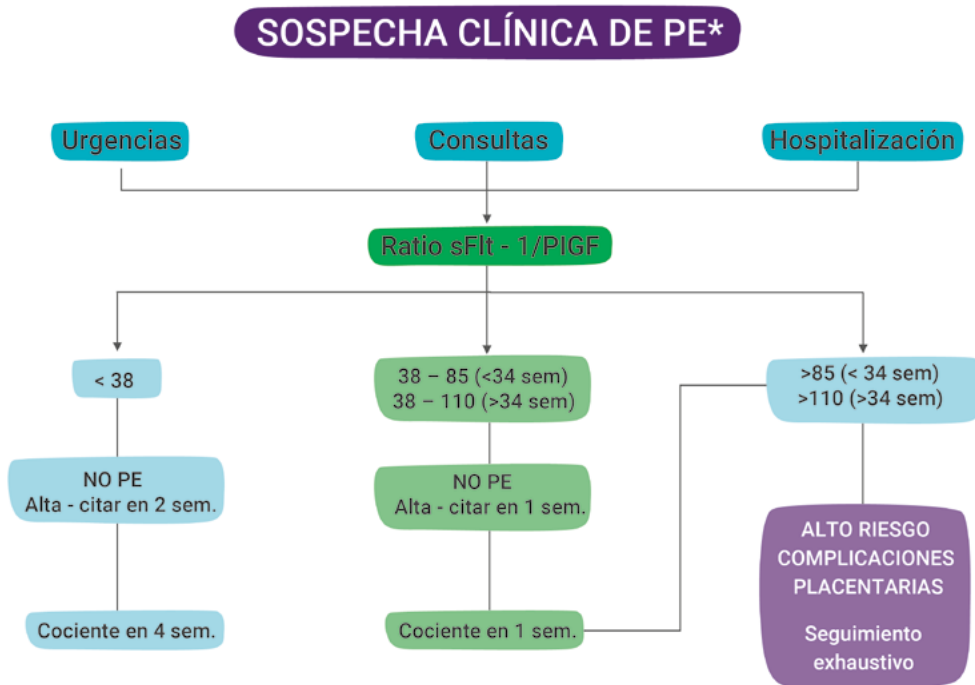 SOSPECHA CLÍNICA DE PE*
Urgencias
Consultas
Hospitalización
Ratio sFlt - 1/PIGF
< 38
38 – 85 (<34 sem)
38 – 110 (>34 sem)
>85 (< 34 sem)
>110 (>34 sem)
NO PE
Alta - citar en 2 sem.
NO PE
Alta - citar en 1 sem.
ALTO RIESGO
COMPLICACIONES
PLACENTARIAS
Seguimiento
exhaustivo
Cociente en 4 sem.
Cociente en 1 sem.